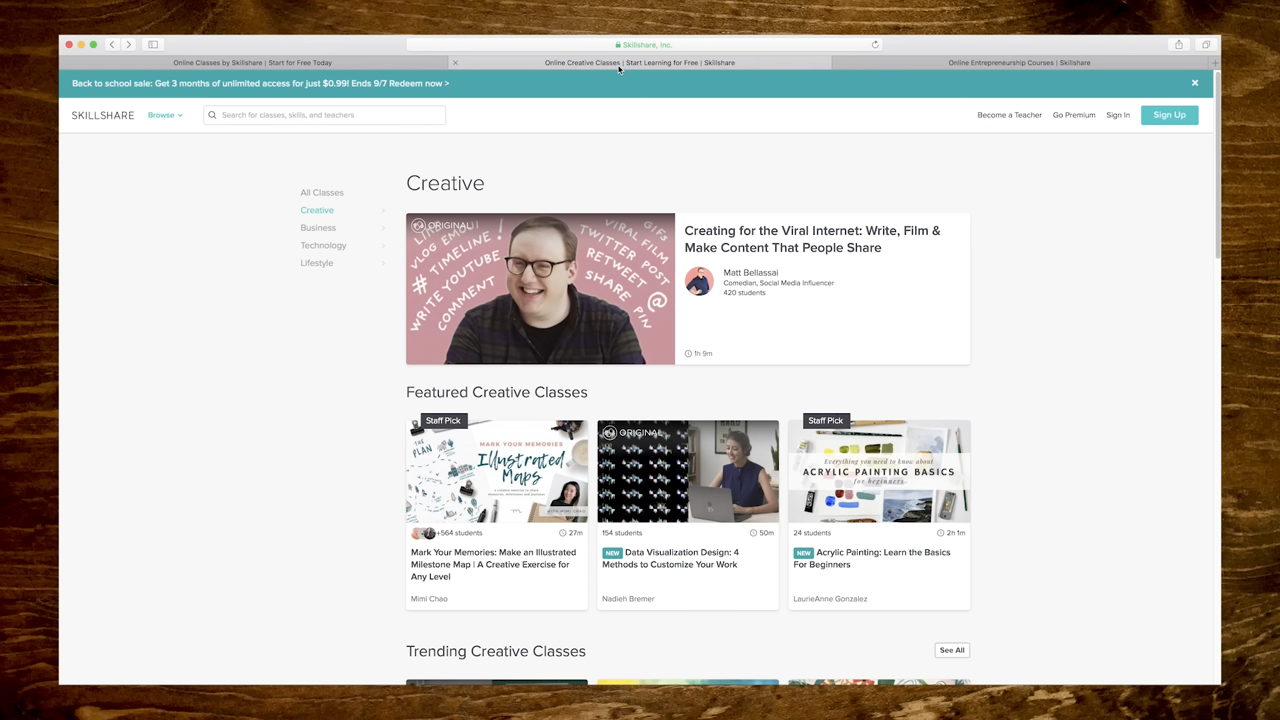 Skillshare, Inc.
Online Classes by Skillshare | Start for Free Today
Online Creative Classes | Start Learning for Free | Skillshare
Online Entrepreneurship Courses | Skillshare
Back to school sale: Get 3 months of unlimited access for just $0.99! Ends 9/7 Redeem now >
SKILLSHARE
Browse
Search for classes, skills, and teachers
Become a Teacher
Go Premium
Sign In
Sign Up
All Classes
Creative
Business
Technology
Lifestyle
Creative
ORIGINAL
VLOG EMOJI
# TIMELINE !
WRITE YOUTUBE
COMMENT
VIRAL FILM
GIFS
TWITTER POST
RETWEET
SHARE @
PIN
Creating for the Viral Internet: Write, Film &
Make Content That People Share
Matt Bellassai
Comedian, Social Media Influencer
420 students
1h 9m
Featured Creative Classes
Staff Pick
THE
PLAN
MARK YOUR MEMORIES
Illustrated
Maps
WITH MIMI CHAO
+564 students
27m
Mark Your Memories: Make an Illustrated
Milestone Map | A Creative Exercise for
Any Level
Mimi Chao
ORIGINAL
154 students
50m
NEW Data Visualization Design: 4
Methods to Customize Your Work
Nadieh Bremer
Staff Pick
Everything you need to know about
ACRYLIC PAINTING BASICS
for beginners
24 students
2h 1m
NEW Acrylic Painting: Learn the Basics
For Beginners
LaurieAnne Gonzalez
Trending Creative Classes
See All